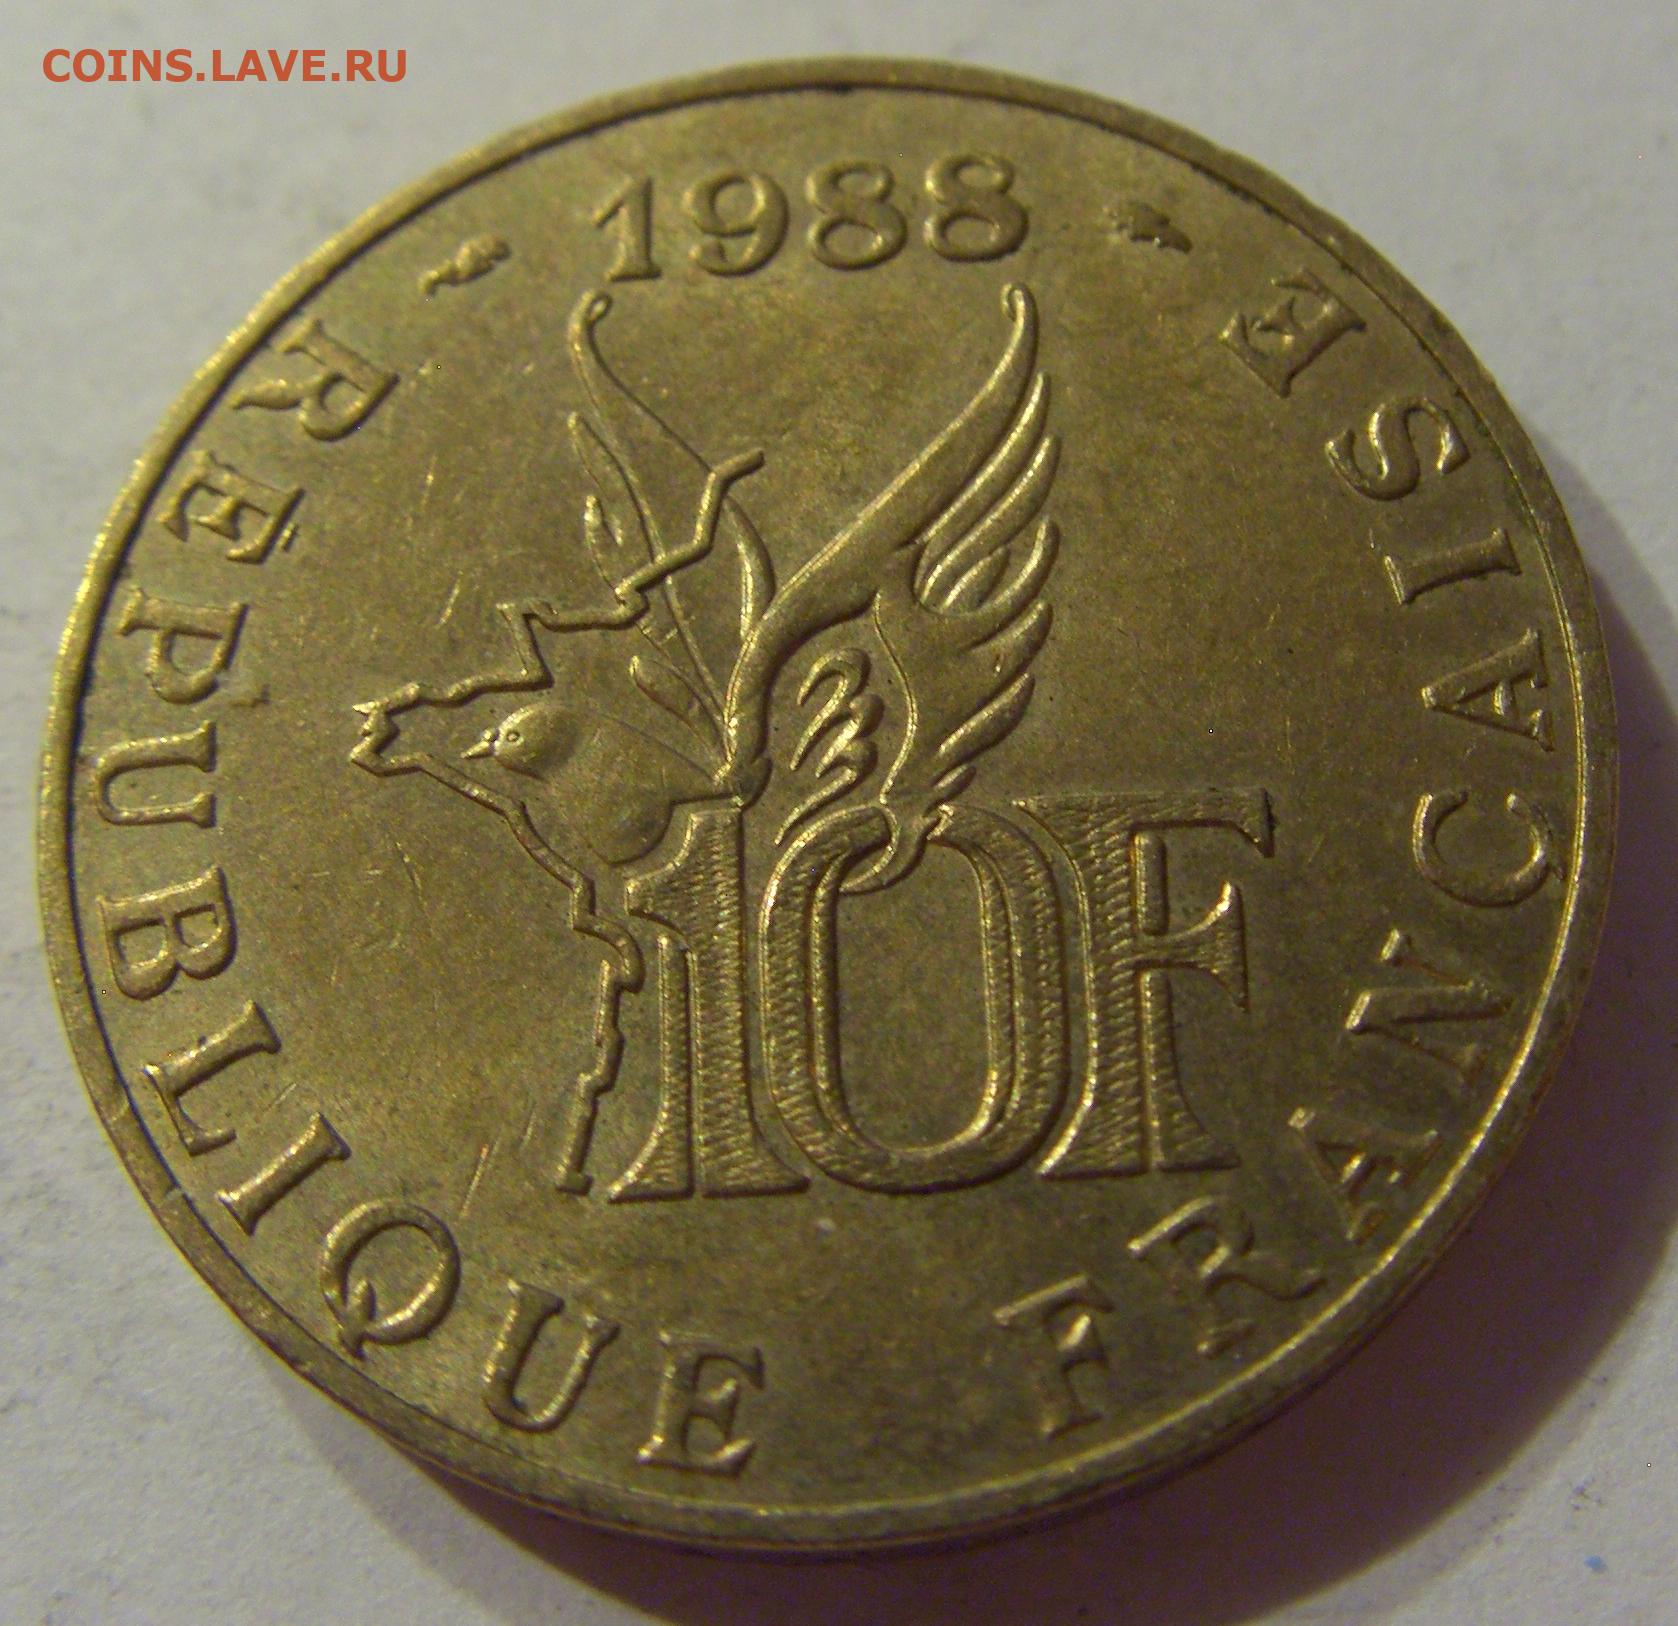 COINS.LAVE.RU
1988
RÉPUBLIQUE FRANÇAISE
10F